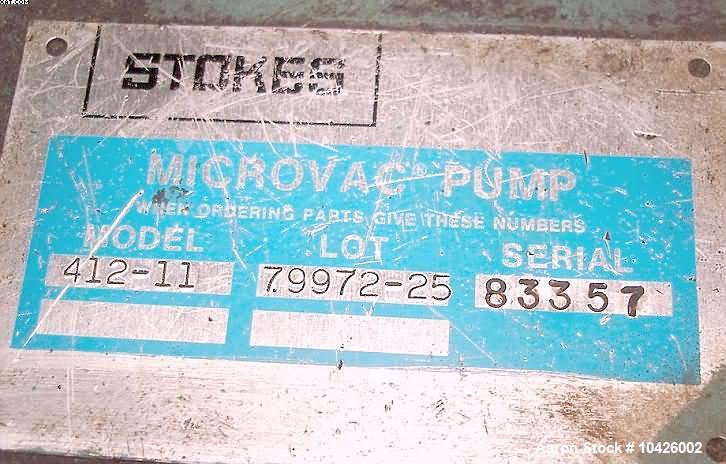 STOKES
MICROVAC PUMP
WHEN ORDERING PARTS GIVE THESE NUMBERS
MODEL LOT SERIAL
412-11 79972-25 83357
Aaron Stock # 10426002